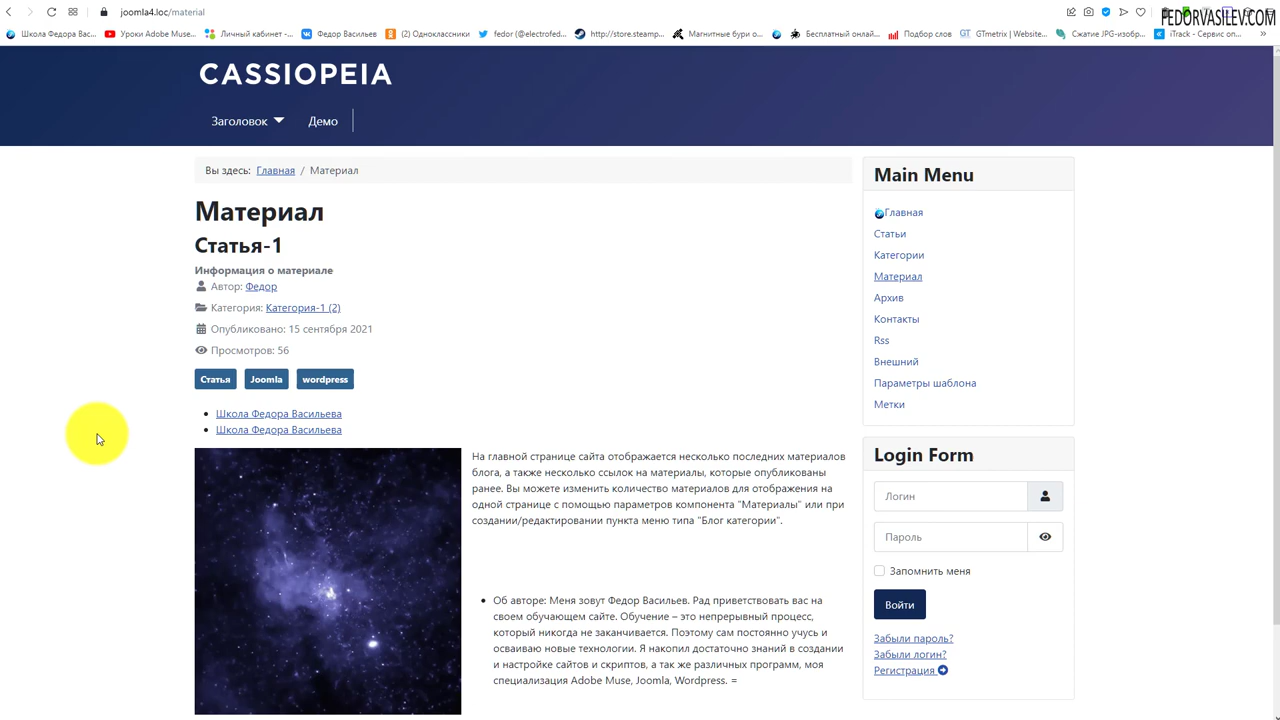 joomla4.loc/material
FEDORVASILEV.COM
Школа Федора Вас...
Уроки Adobe Muse...
Личный кабинет -...
Федор Васильев
(2) Одноклассники
fedor (@electrofed...
http://store.steamp...
Магнитные буры о...
Бесплатный онлай...
Подбор слов
GTmetrix | Website...
Сжатие JPG-изобр...
iTrack - Сервис оп...
CASSIOPEIA
Заголовок
Демо
Вы здесь: Главная / Материал
Материал
Статья-1
Информация о материале
Автор: Федор
Категория: Категория-1 (2)
Опубликовано: 15 сентября 2021
Просмотров: 56
Статья Joomla wordpress
Школа Федора Васильева
Школа Федора Васильева
На главной странице сайта отображается несколько последних материалов
блога, а также несколько ссылок на материалы, которые опубликованы
ранее. Вы можете изменить количество материалов для отображения на
одной странице с помощью параметров компонента "Материалы" или при
создании/редактировании пункта меню типа "Блог категории".
Об авторе: Меня зовут Федор Васильев. Рад приветствовать вас на
своем обучающем сайте. Обучение – это непрерывный процесс,
который никогда не заканчивается. Поэтому сам постоянно учусь и
осваиваю новые технологии. Я накопил достаточно знаний в создании
и настройке сайтов и скриптов, а так же различных программ, моя
специализация Adobe Muse, Joomla, Wordpress. =
Main Menu
Главная
Статьи
Категории
Материал
Архив
Контакты
Rss
Внешний
Параметры шаблона
Метки
Login Form
Логин
Пароль
Запомнить меня
Войти
Забыли пароль?
Забыли логин?
Регистрация